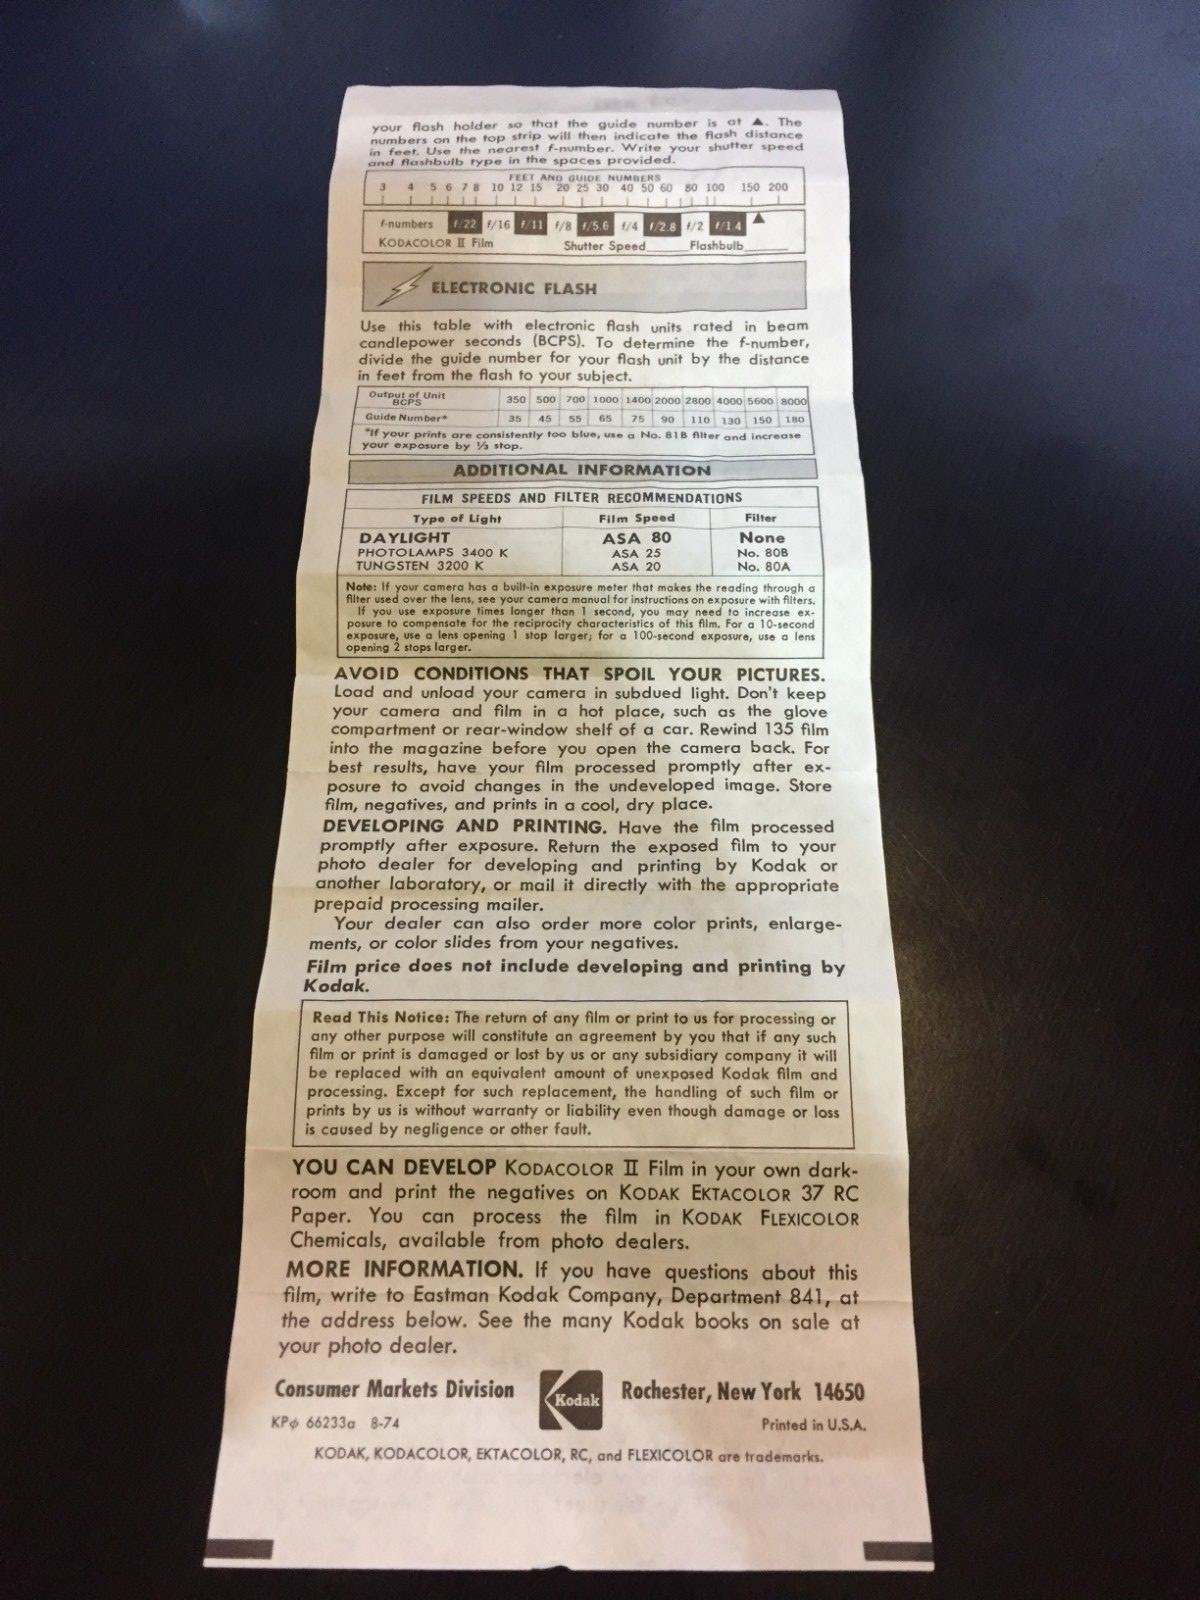 your flash holder so that the guide number is at ▲. The
numbers on the top strip will then indicate the flash distance
in feet. Use the nearest f-number. Write your shutter speed
and flashbulb type in the spaces provided.
FEET AND GUIDE NUMBERS
3 4 5 6 7 8 10 12 15 20 25 30 40 50 60 80 100 150 200
f-numbers f/22 f/16 f/11 f/8 f/5.6 f/4 f/2.8 f/2 f/1.4 ▲
KODACOLOR II Film Shutter Speed______ Flashbulb______
ELECTRONIC FLASH
Use this table with electronic flash units rated in beam
candlepower seconds (BCPS). To determine the f-number,
divide the guide number for your flash unit by the distance
in feet from the flash to your subject.
Output of Unit
BCPS 350 500 700 1000 1400 2000 2800 4000 5600 8000
Guide Number* 35 45 55 65 75 90 110 130 150 180
*If your prints are consistently too blue, use a No. 81B filter and increase
your exposure by ⅓ stop.
ADDITIONAL INFORMATION
FILM SPEEDS AND FILTER RECOMMENDATIONS
Type of Light Film Speed Filter
DAYLIGHT ASA 80 None
PHOTOLAMPS 3400 K ASA 25 No. 80B
TUNGSTEN 3200 K ASA 20 No. 80A
Note: If your camera has a built-in exposure meter that makes the reading through a
filter used over the lens, see your camera manual for instructions on exposure with filters.
If you use exposure times longer than 1 second, you may need to increase ex-
posure to compensate for the reciprocity characteristics of this film. For a 10-second
exposure, use a lens opening 1 stop larger; for a 100-second exposure, use a lens
opening 2 stops larger.
AVOID CONDITIONS THAT SPOIL YOUR PICTURES.
Load and unload your camera in subdued light. Don't keep
your camera and film in a hot place, such as the glove
compartment or rear-window shelf of a car. Rewind 135 film
into the magazine before you open the camera back. For
best results, have your film processed promptly after ex-
posure to avoid changes in the undeveloped image. Store
film, negatives, and prints in a cool, dry place.
DEVELOPING AND PRINTING. Have the film processed
promptly after exposure. Return the exposed film to your
photo dealer for developing and printing by Kodak or
another laboratory, or mail it directly with the appropriate
prepaid processing mailer.
Your dealer can also order more color prints, enlarge-
ments, or color slides from your negatives.
Film price does not include developing and printing by
Kodak.
Read This Notice: The return of any film or print to us for processing or
any other purpose will constitute an agreement by you that if any such
film or print is damaged or lost by us or any subsidiary company it will
be replaced with an equivalent amount of unexposed Kodak film and
processing. Except for such replacement, the handling of such film or
prints by us is without warranty or liability even though damage or loss
is caused by negligence or other fault.
YOU CAN DEVELOP KODACOLOR II Film in your own dark-
room and print the negatives on KODAK EKTACOLOR 37 RC
Paper. You can process the film in KODAK FLEXICOLOR
Chemicals, available from photo dealers.
MORE INFORMATION. If you have questions about this
film, write to Eastman Kodak Company, Department 841, at
the address below. See the many Kodak books on sale at
your photo dealer.
Consumer Markets Division Kodak Rochester, New York 14650
KPϕ 66233a 8-74 Printed in U.S.A.
KODAK, KODACOLOR, EKTACOLOR, RC, and FLEXICOLOR are trademarks.